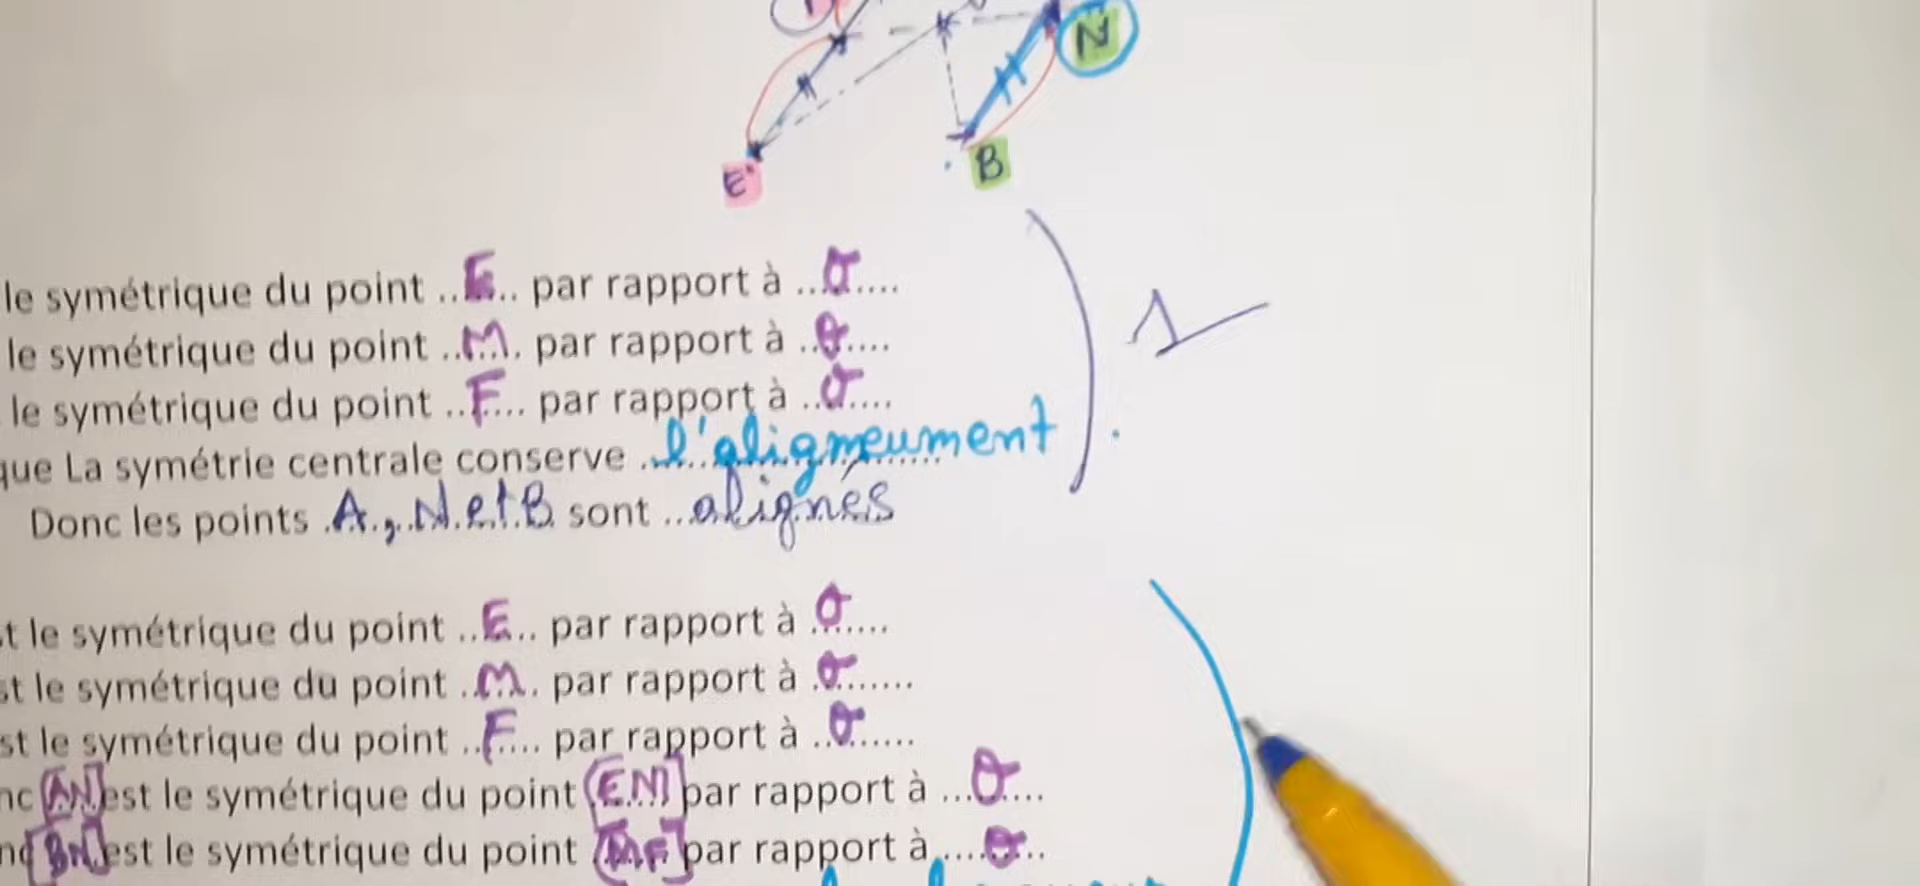 N
B
E
le symétrique du point ..E.. par rapport à ..O....
le symétrique du point ..M.. par rapport à ..O....
le symétrique du point ..F.... par rapport à ..O....
que La symétrie centrale conserve ..l'aligneument
Donc les points .A.,.N.et.B. sont ...alignés
1
t le symétrique du point ..E.. par rapport à O.....
st le symétrique du point ..M.. par rapport à .O.......
st le symétrique du point ..F.... par rapport à ..O......
nc [AN] est le symétrique du point [EN] par rapport à ...O....
[BN] est le symétrique du point [MF] par rapport à ....O...